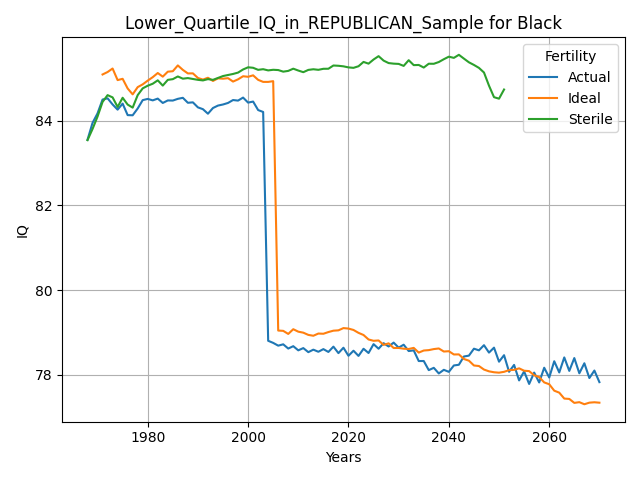 Lower_Quartile_IQ_in_REPUBLICAN_Sample for Black
Fertility
Actual
Ideal
Sterile
84
82
80
78
IQ
1980
2000
2020
2040
2060
Years